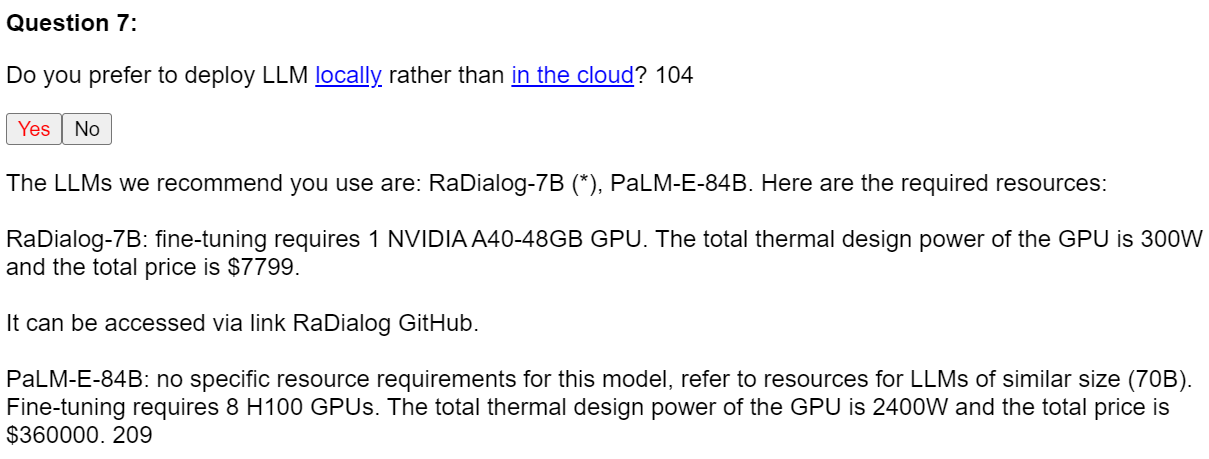 Question 7:
Do you prefer to deploy LLM locally rather than in the cloud? 104
Yes No
The LLMs we recommend you use are: RaDialog-7B (*), PaLM-E-84B. Here are the required resources:
RaDialog-7B: fine-tuning requires 1 NVIDIA A40-48GB GPU. The total thermal design power of the GPU is 300W
and the total price is $7799.
It can be accessed via link RaDialog GitHub.
PaLM-E-84B: no specific resource requirements for this model, refer to resources for LLMs of similar size (70B).
Fine-tuning requires 8 H100 GPUs. The total thermal design power of the GPU is 2400W and the total price is
$360000. 209